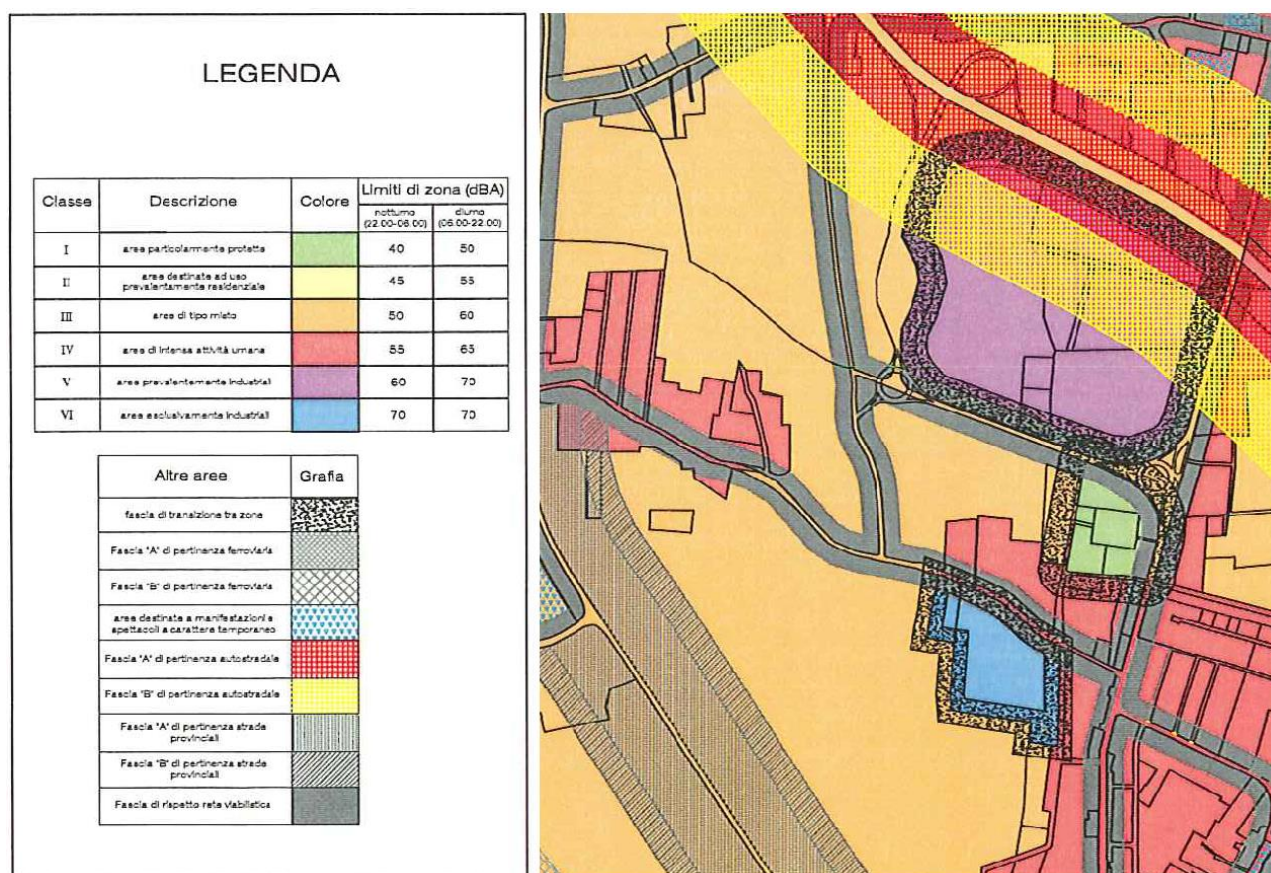 LEGENDA
Classe
Descrizione
Colore
Limiti di zona (dBA)
notturno
(22.00-06.00)
diurno
(06.00-22.00)
I
aree particolarmente protette
40
50
II
aree destinate ad uso
prevalentemente residenziale
45
55
III
aree di tipo misto
50
60
IV
aree di intensa attività umana
55
65
V
aree prevalentemente industriali
60
70
VI
aree esclusivamente industriali
70
70
Altre aree
Grafia
fascia di transizione tra zone
Fascia "A" di pertinenza ferroviaria
Fascia "B" di pertinenza ferroviaria
aree destinate a manifestazioni e
spettacoli a carattere temporaneo
Fascia "A" di pertinenza autostradale
Fascia "B" di pertinenza autostradale
Fascia "A" di pertinenza strade
provinciali
Fascia "B" di pertinenza strade
provinciali
Fascia di rispetto rete viabilistica